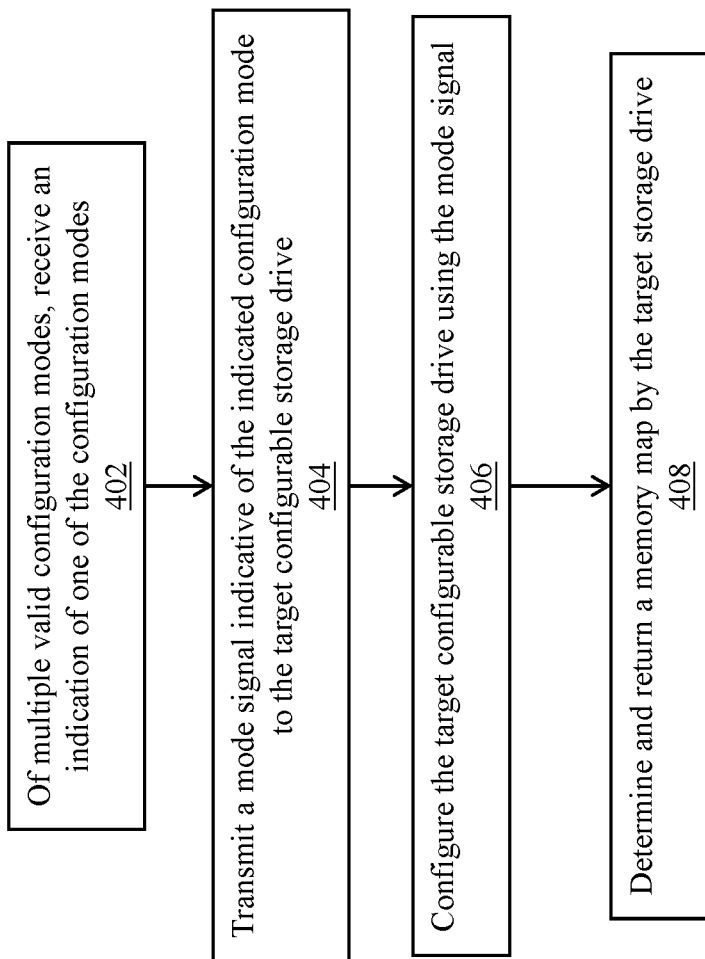 Of multiple valid configuration modes, receive an
indication of one of the configuration modes
402
Transmit a mode signal indicative of the indicated configuration mode
to the target configurable storage drive
404
Configure the target configurable storage drive using the mode signal
406
Determine and return a memory map by the target storage drive
408